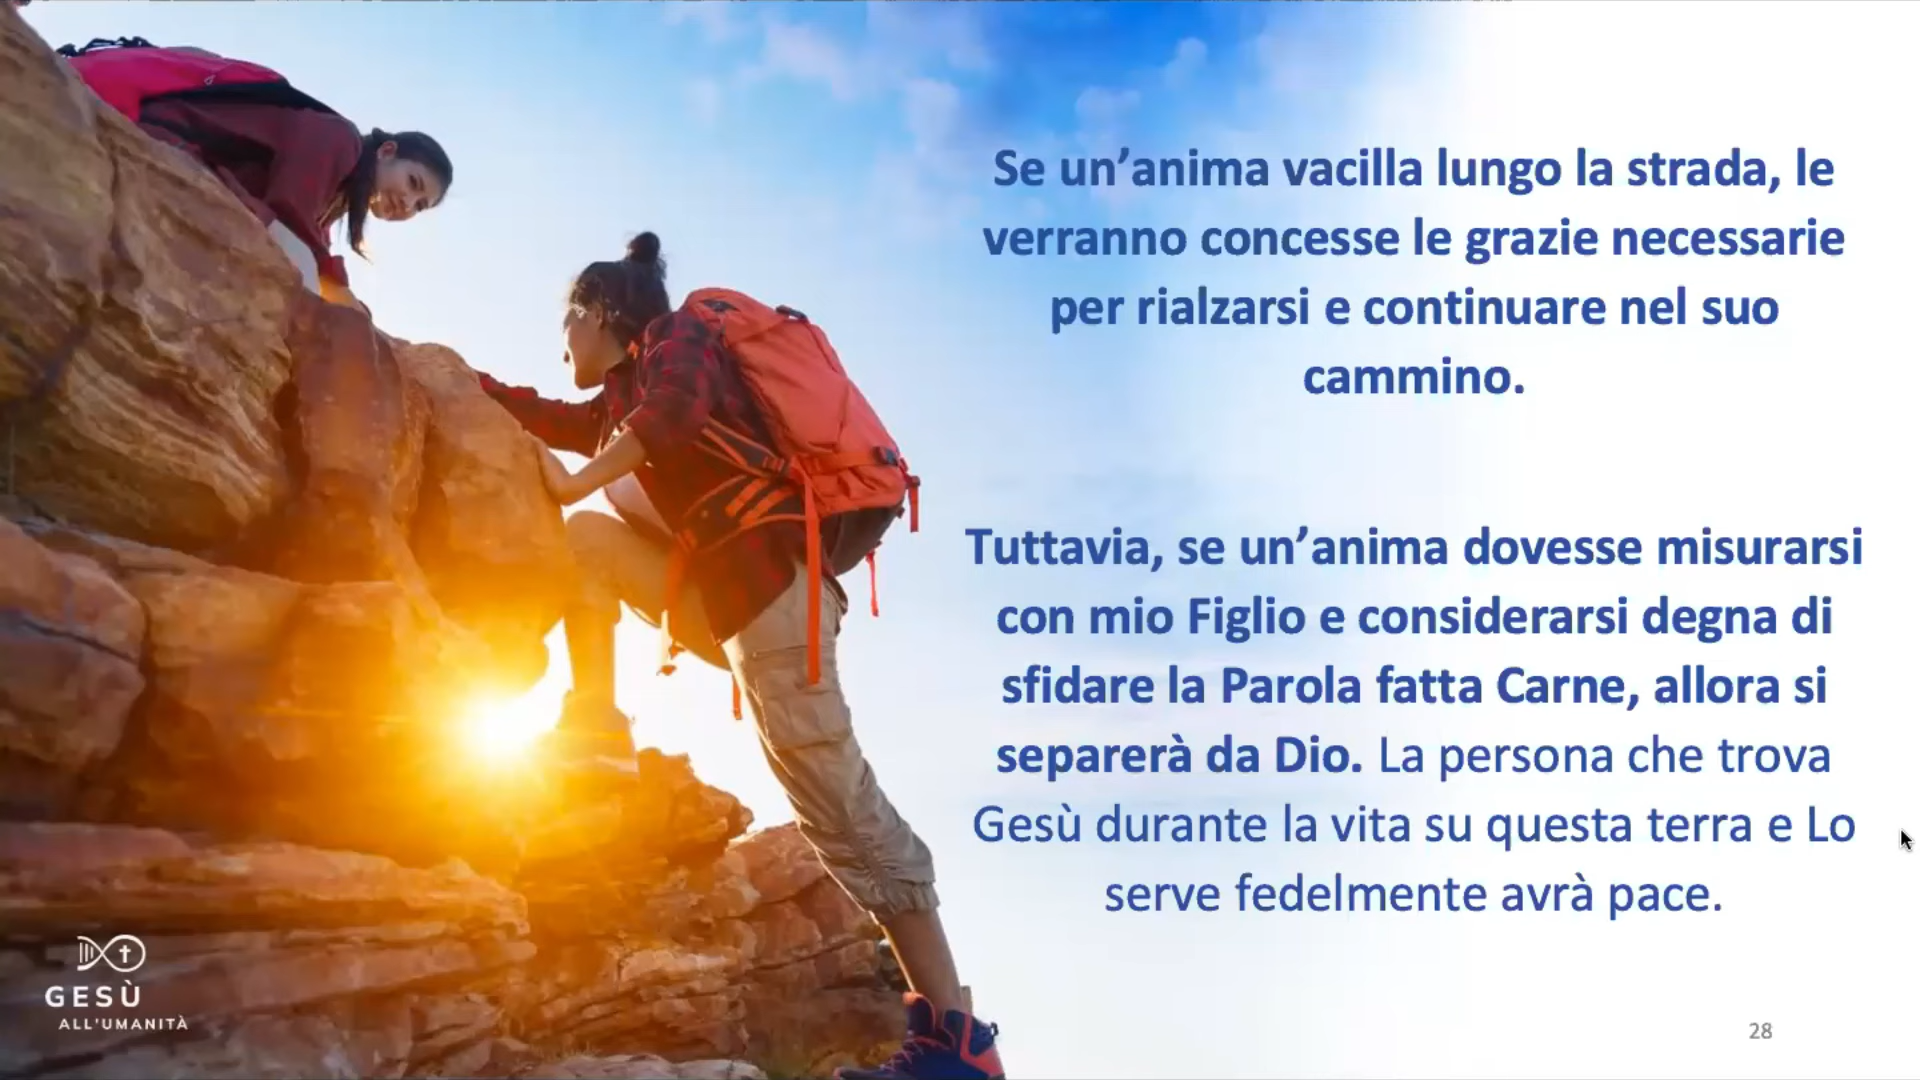 Se un’anima vacilla lungo la strada, le
verranno concesse le grazie necessarie
per rialzarsi e continuare nel suo
cammino.
Tuttavia, se un’anima dovesse misurarsi
con mio Figlio e considerarsi degna di
sfidare la Parola fatta Carne, allora si
separerà da Dio. La persona che trova
Gesù durante la vita su questa terra e Lo
serve fedelmente avrà pace.
GESÙ
ALL'UMANITÀ
28